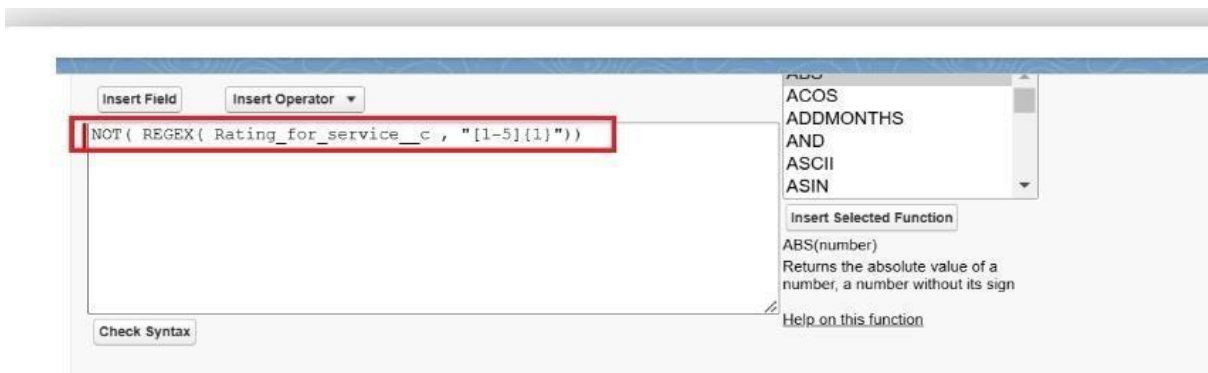 Insert Field
Insert Operator
NOT( REGEX( Rating_for_service__c , "[1-5]{1}"))
Check Syntax
ABS
ACOS
ADDMONTHS
AND
ASCII
ASIN
Insert Selected Function
ABS(number)
Returns the absolute value of a
number, a number without its sign
Help on this function